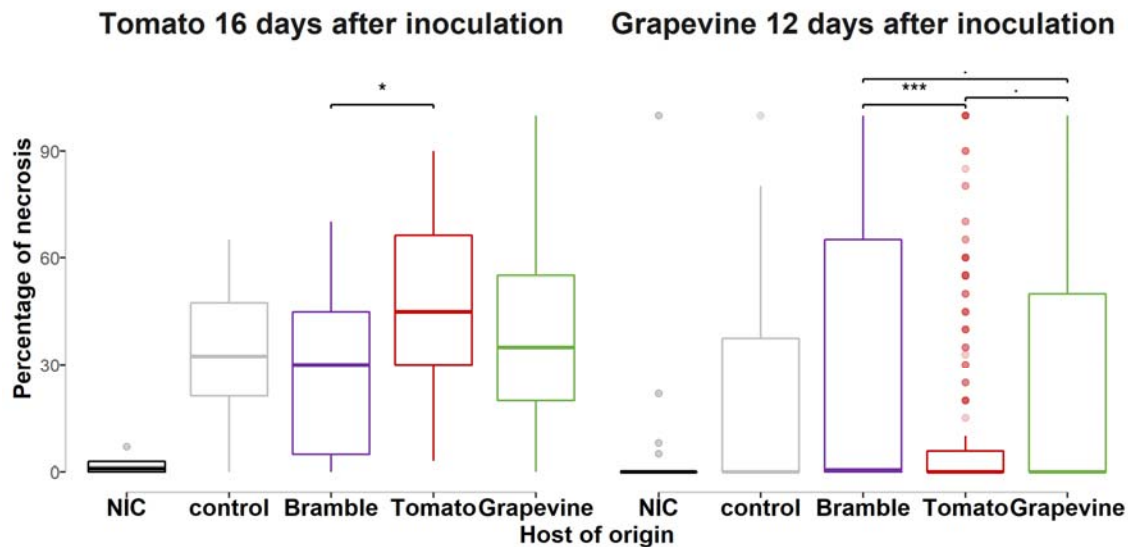 Tomato 16 days after inoculation
Grapevine 12 days after inoculation
*
.
***
.
Percentage of necrosis
90
60
30
0
NIC control Bramble Tomato Grapevine
NIC control Bramble Tomato Grapevine
Host of origin